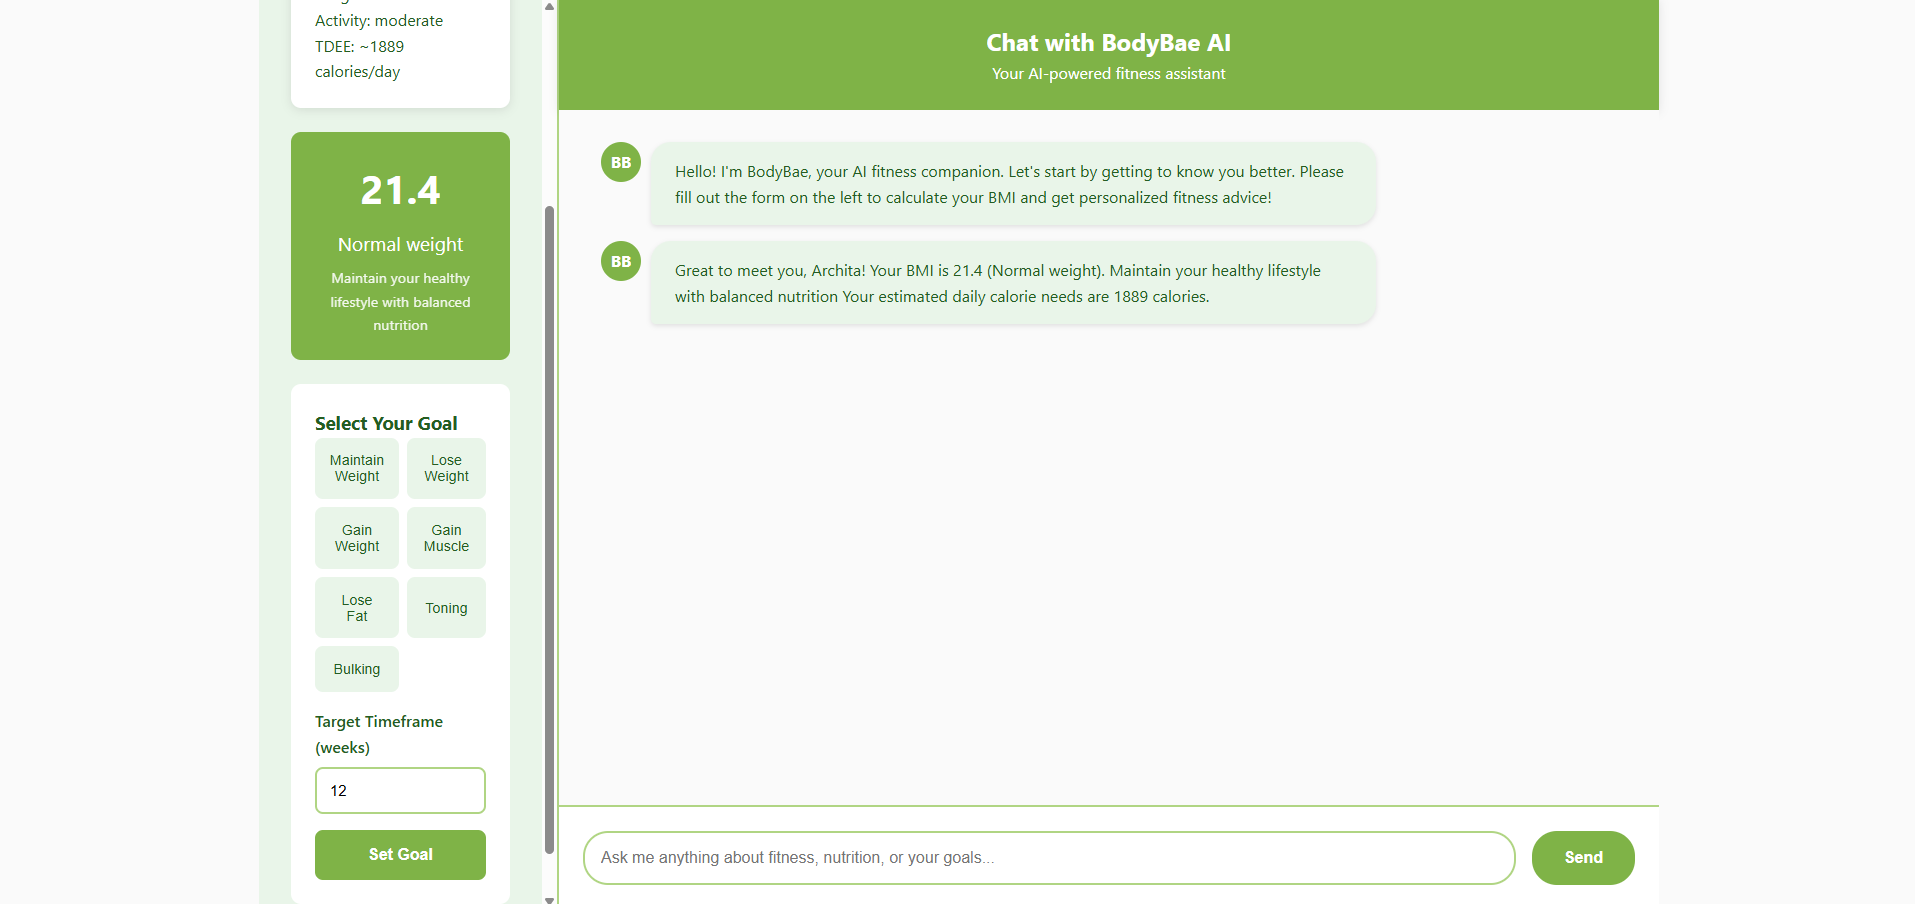 Activity: moderate
TDEE: ~1889
calories/day
21.4
Normal weight
Maintain your healthy
lifestyle with balanced
nutrition
Select Your Goal
Maintain
Weight
Lose
Weight
Gain
Weight
Gain
Muscle
Lose
Fat
Toning
Bulking
Target Timeframe
(weeks)
12
Set Goal
Chat with BodyBae AI
Your AI-powered fitness assistant
BB
Hello! I'm BodyBae, your AI fitness companion. Let's start by getting to know you better. Please
fill out the form on the left to calculate your BMI and get personalized fitness advice!
BB
Great to meet you, Archita! Your BMI is 21.4 (Normal weight). Maintain your healthy lifestyle
with balanced nutrition Your estimated daily calorie needs are 1889 calories.
Ask me anything about fitness, nutrition, or your goals...
Send